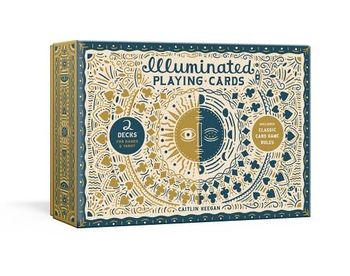 Illuminated
PLAYING CARDS
2
DECKS
FOR GAMES
& TAROT
INCLUDES
CLASSIC
CARD GAME
RULES
CAITLIN KEEGAN